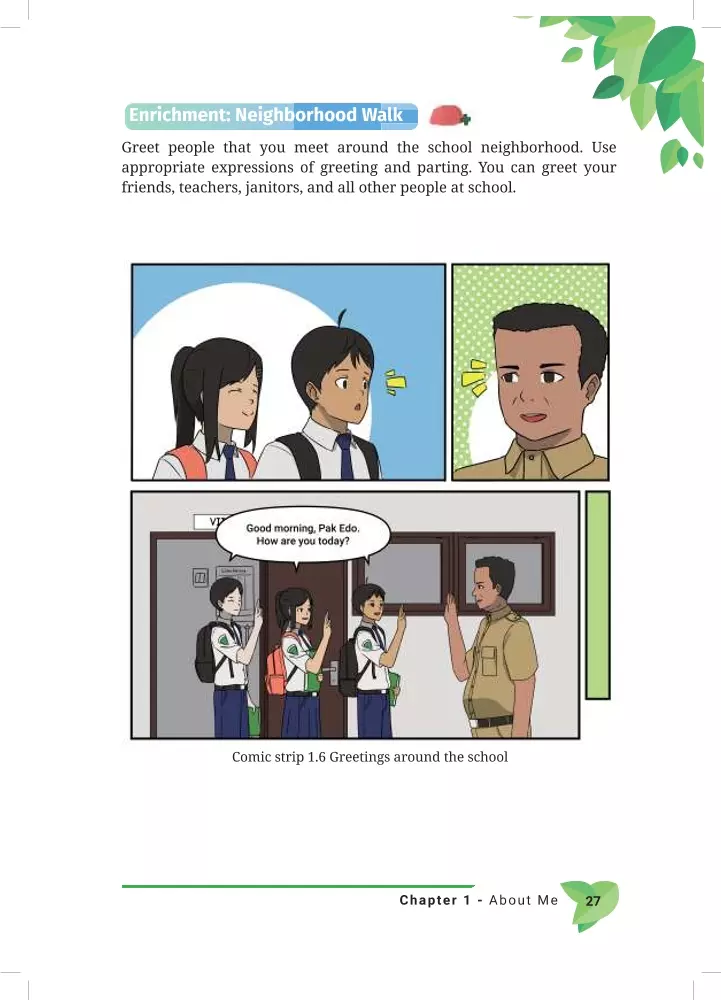 Enrichment: Neighborhood Walk
Greet people that you meet around the school neighborhood. Use
appropriate expressions of greeting and parting. You can greet your
friends, teachers, janitors, and all other people at school.
VII
Good morning, Pak Edo.
How are you today?
Comic strip 1.6 Greetings around the school
Chapter 1 - About Me
27